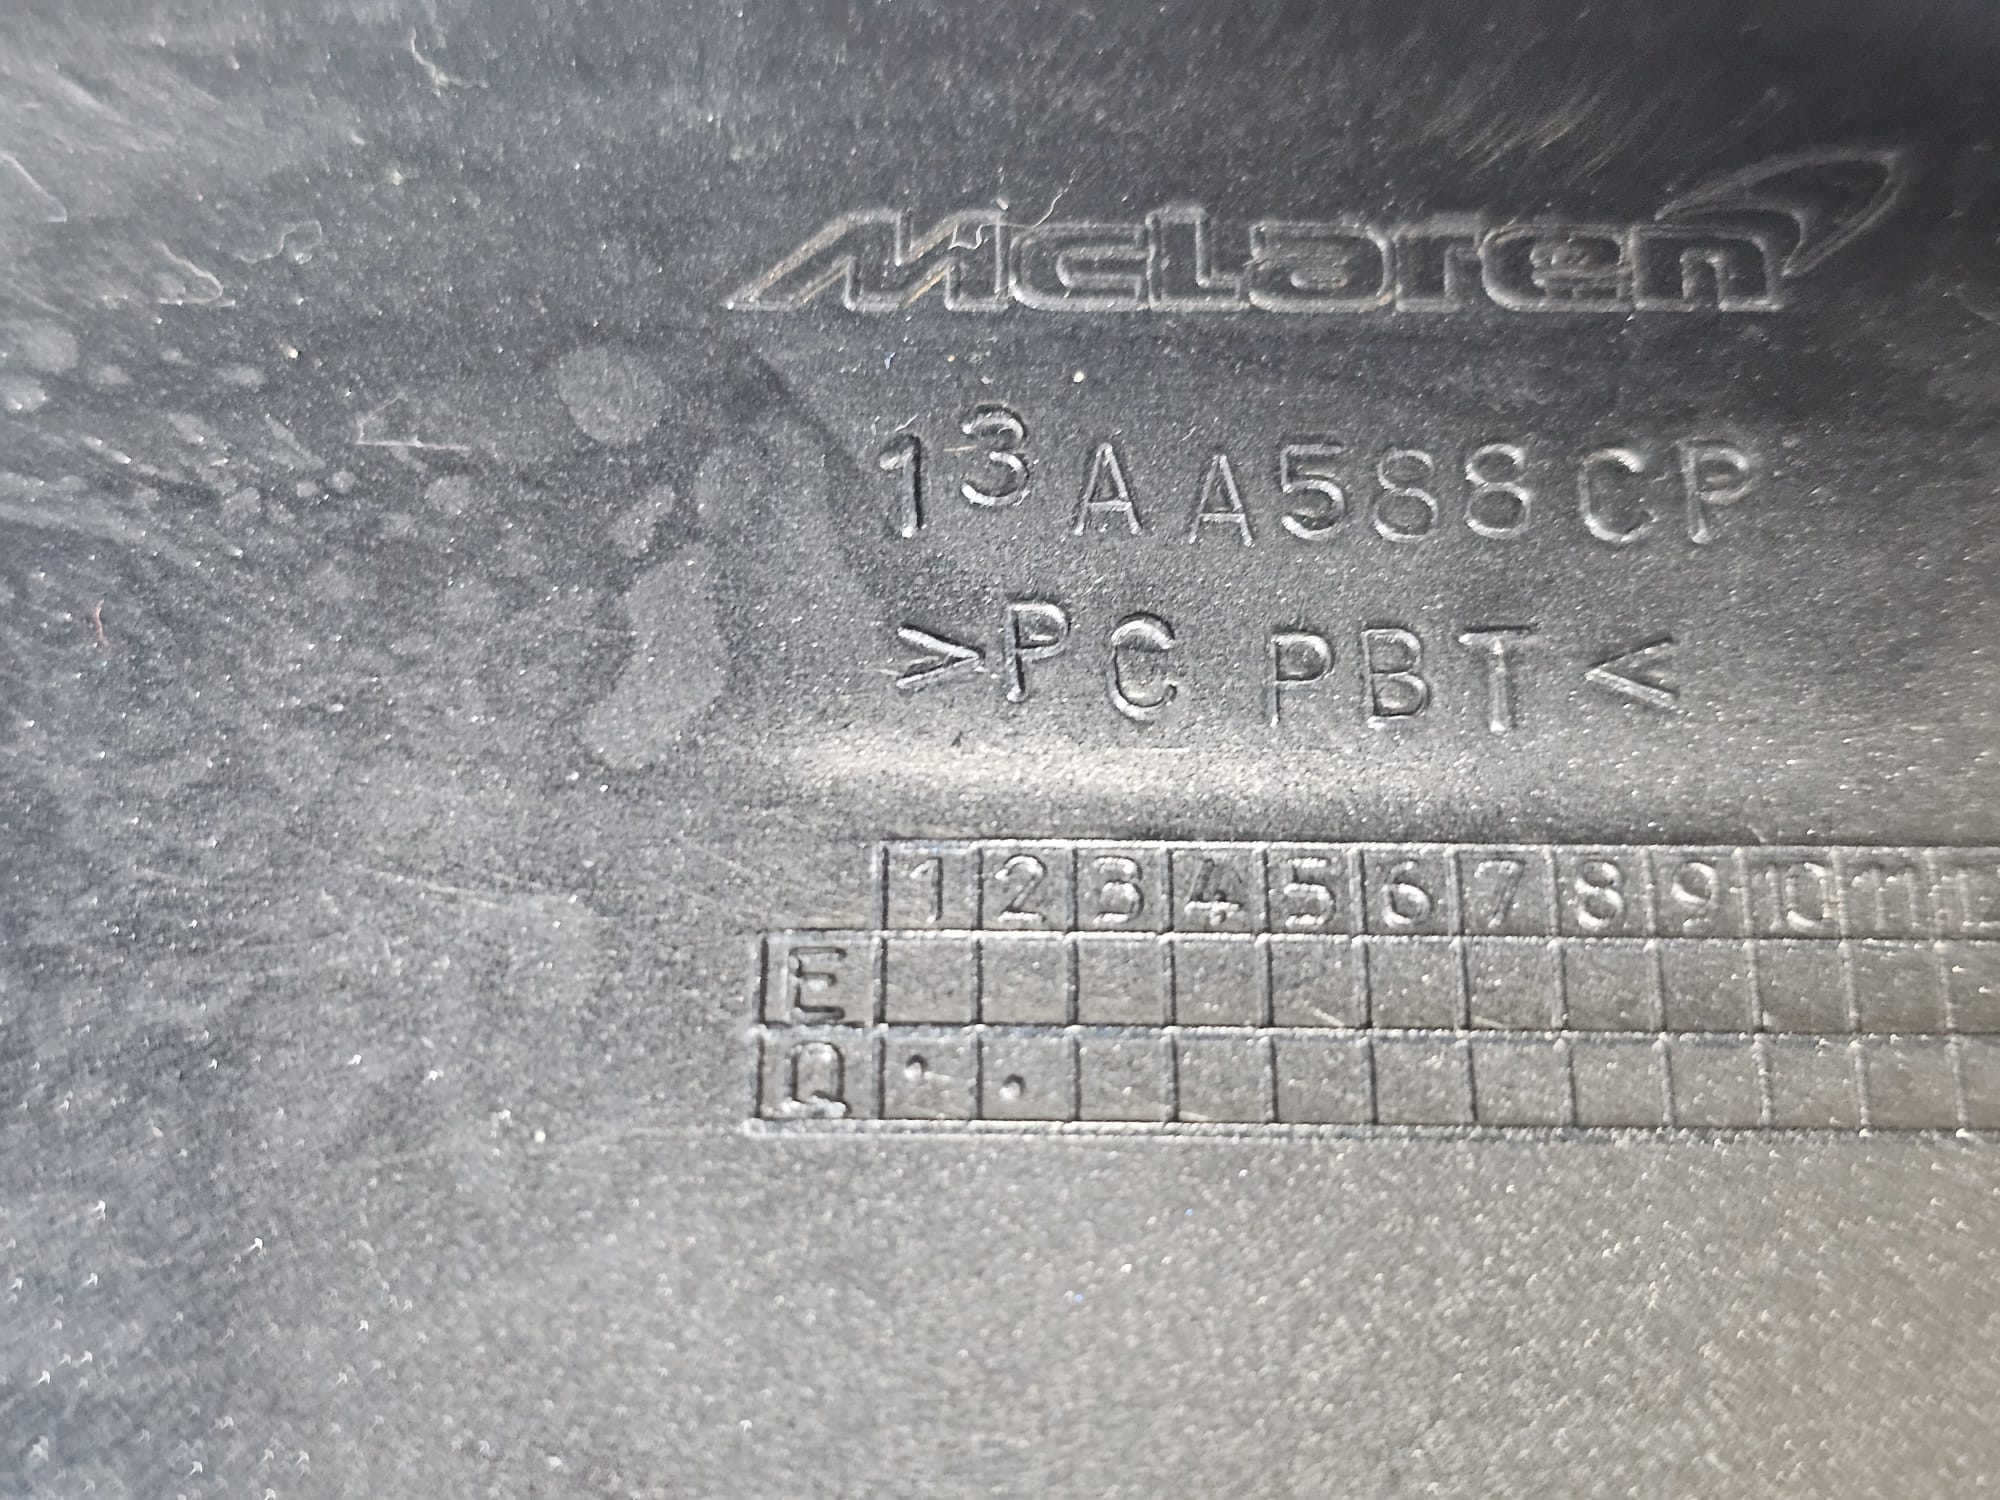 McLaren
13AA588CP
>PC PBT<
1 2 3 4 5 6 7 8 9 10 11
E
Q